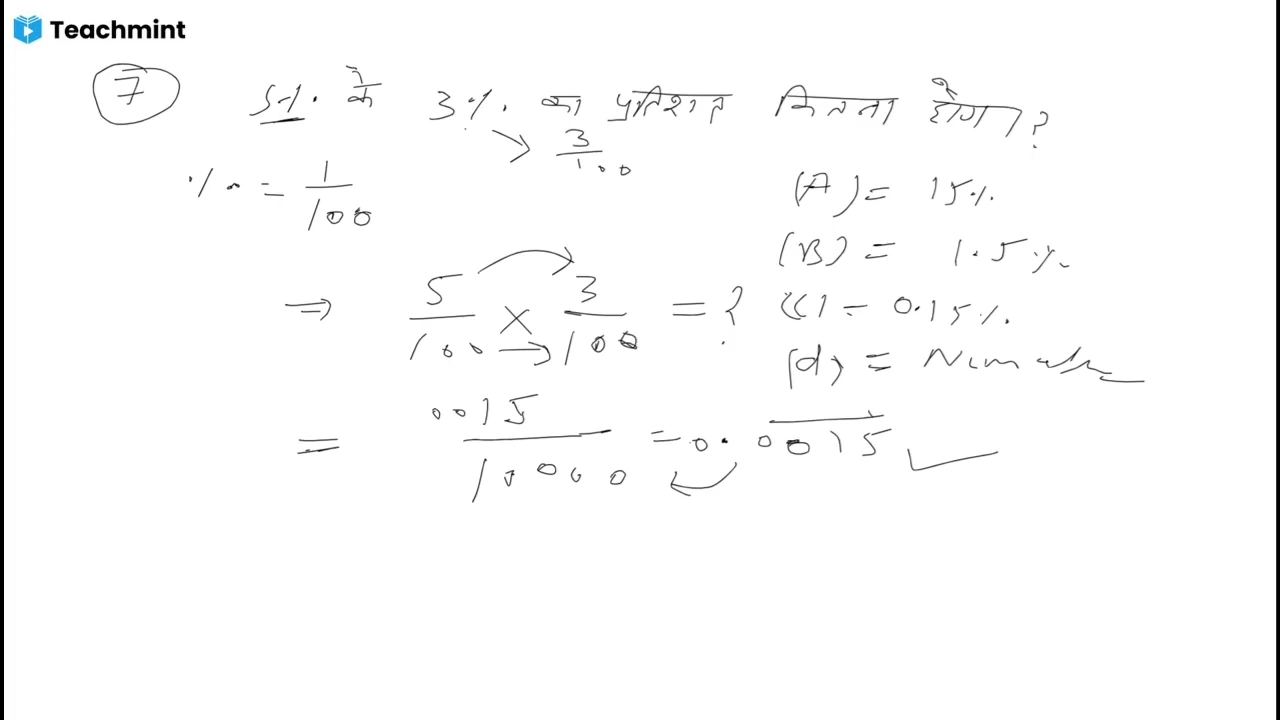 Teachmint
7 5%. के 3%. का प्रतिशत कितना होगा?
→ 3/100
% = 1/100
(A) = 15%.
(B) = 1.5%.
⇒ 5/100 × 3/100 = ?
(C) = 0.15%.
(d) =
= 0015/10000 = 0.0015 ✓